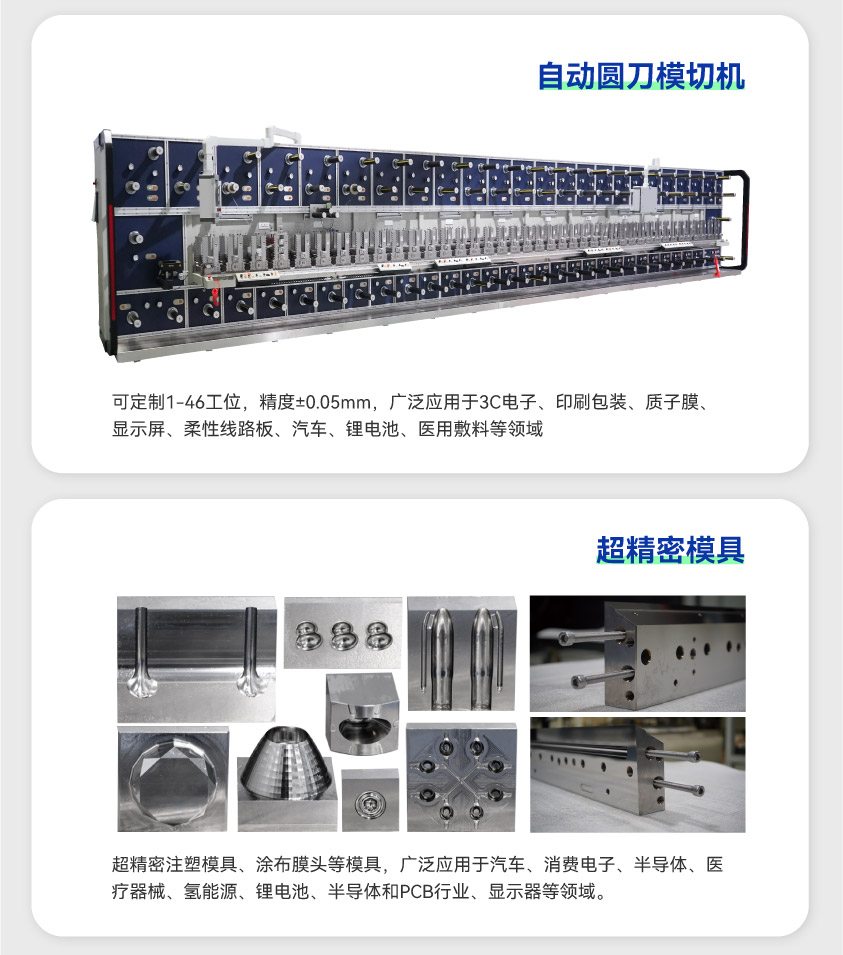 自动圆刀模切机
可定制1-46工位，精度±0.05mm，广泛应用于3C电子、印刷包装、质子膜、
显示屏、柔性线路板、汽车、锂电池、医用敷料等领域
超精密模具
超精密注塑模具、涂布膜头等模具，广泛应用于汽车、消费电子、半导体、医
疗器械、氢能源、锂电池、半导体和PCB行业、显示器等领域。